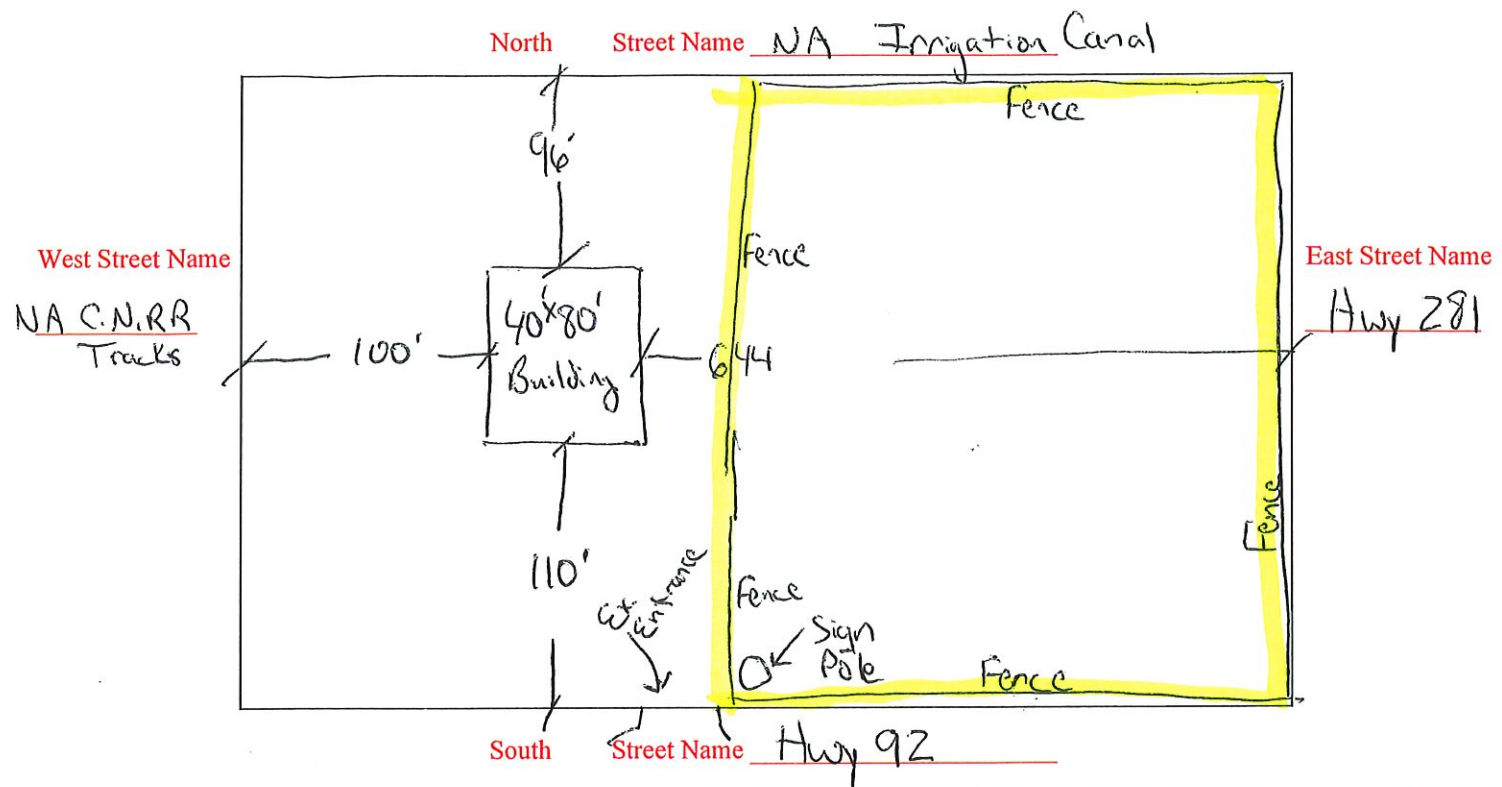 North Street Name NA Irrigation Canal
Fence
96'
West Street Name
NA C.N.RR
Tracks
Fence
East Street Name
Hwy 281
40'x80'
Building
100'
644
Fence
110'
Ex.
Entrance
Fence
Sign
Pole
Fence
South Street Name Hwy 92